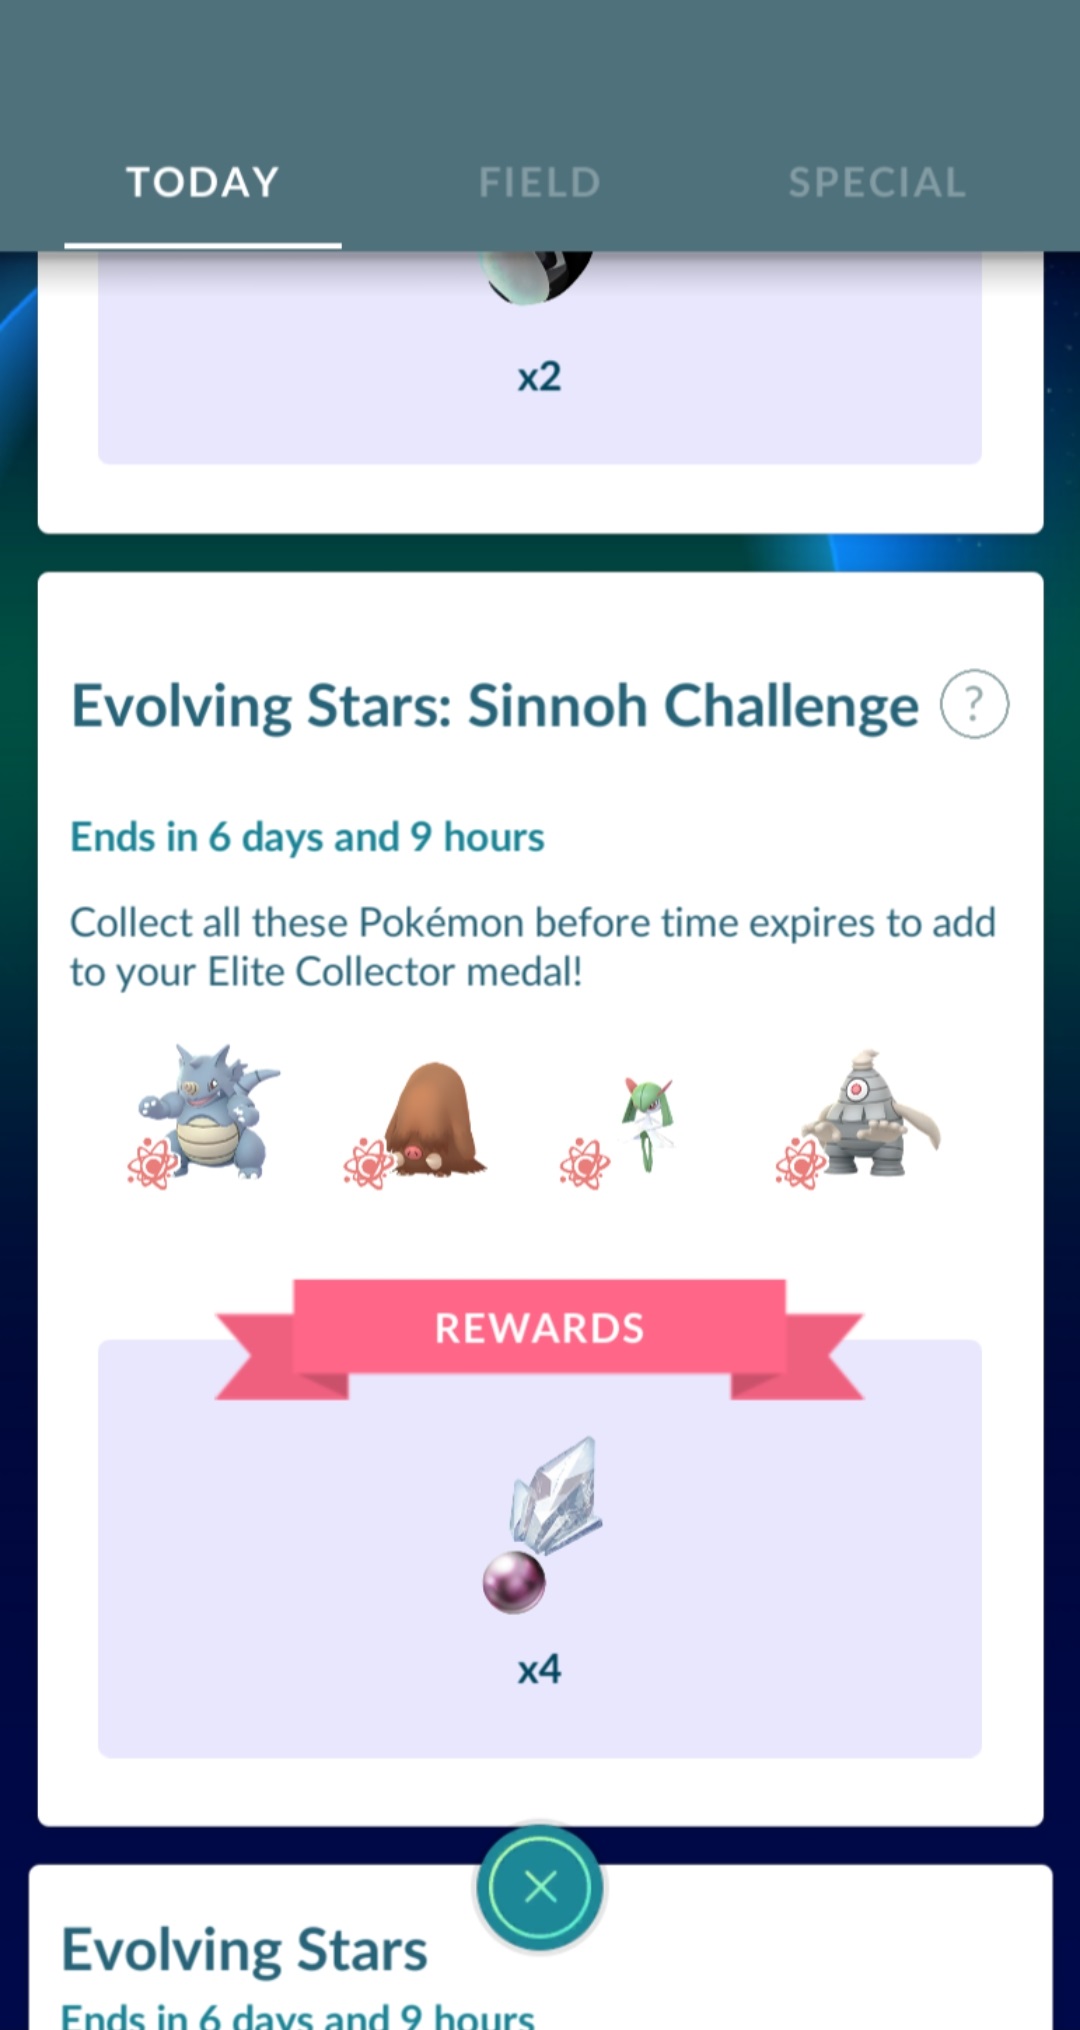 TODAY
FIELD
SPECIAL
x2
Evolving Stars: Sinnoh Challenge ?
Ends in 6 days and 9 hours
Collect all these Pokémon before time expires to add
to your Elite Collector medal!
REWARDS
x4
Evolving Stars
Ends in 6 days and 9 hours